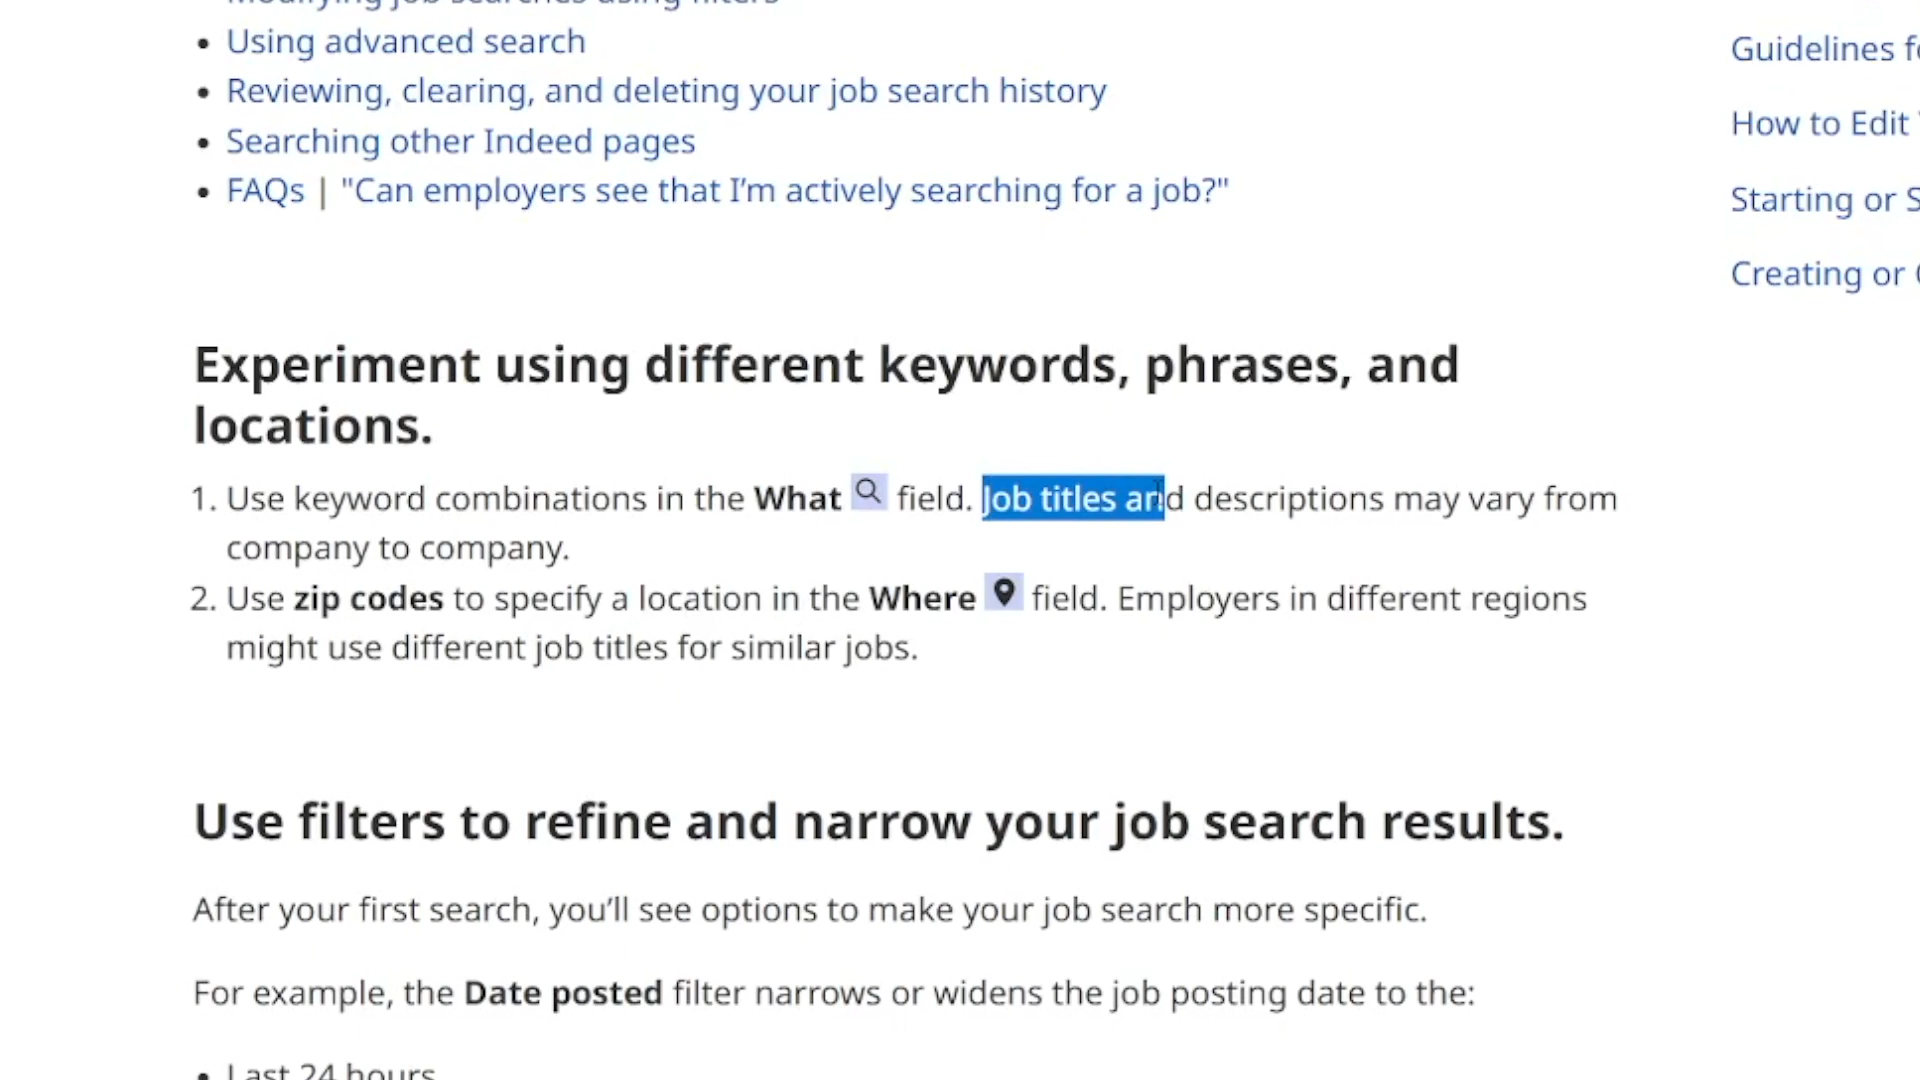 Modifying job searches using filters
Using advanced search
Reviewing, clearing, and deleting your job search history
Searching other Indeed pages
FAQs | "Can employers see that I’m actively searching for a job?"
Guidelines
How to Edit
Starting or
Creating or
Experiment using different keywords, phrases, and
locations.
1. Use keyword combinations in the What field. Job titles and descriptions may vary from
company to company.
2. Use zip codes to specify a location in the Where field. Employers in different regions
might use different job titles for similar jobs.
Use filters to refine and narrow your job search results.
After your first search, you’ll see options to make your job search more specific.
For example, the Date posted filter narrows or widens the job posting date to the:
Last 24 hours